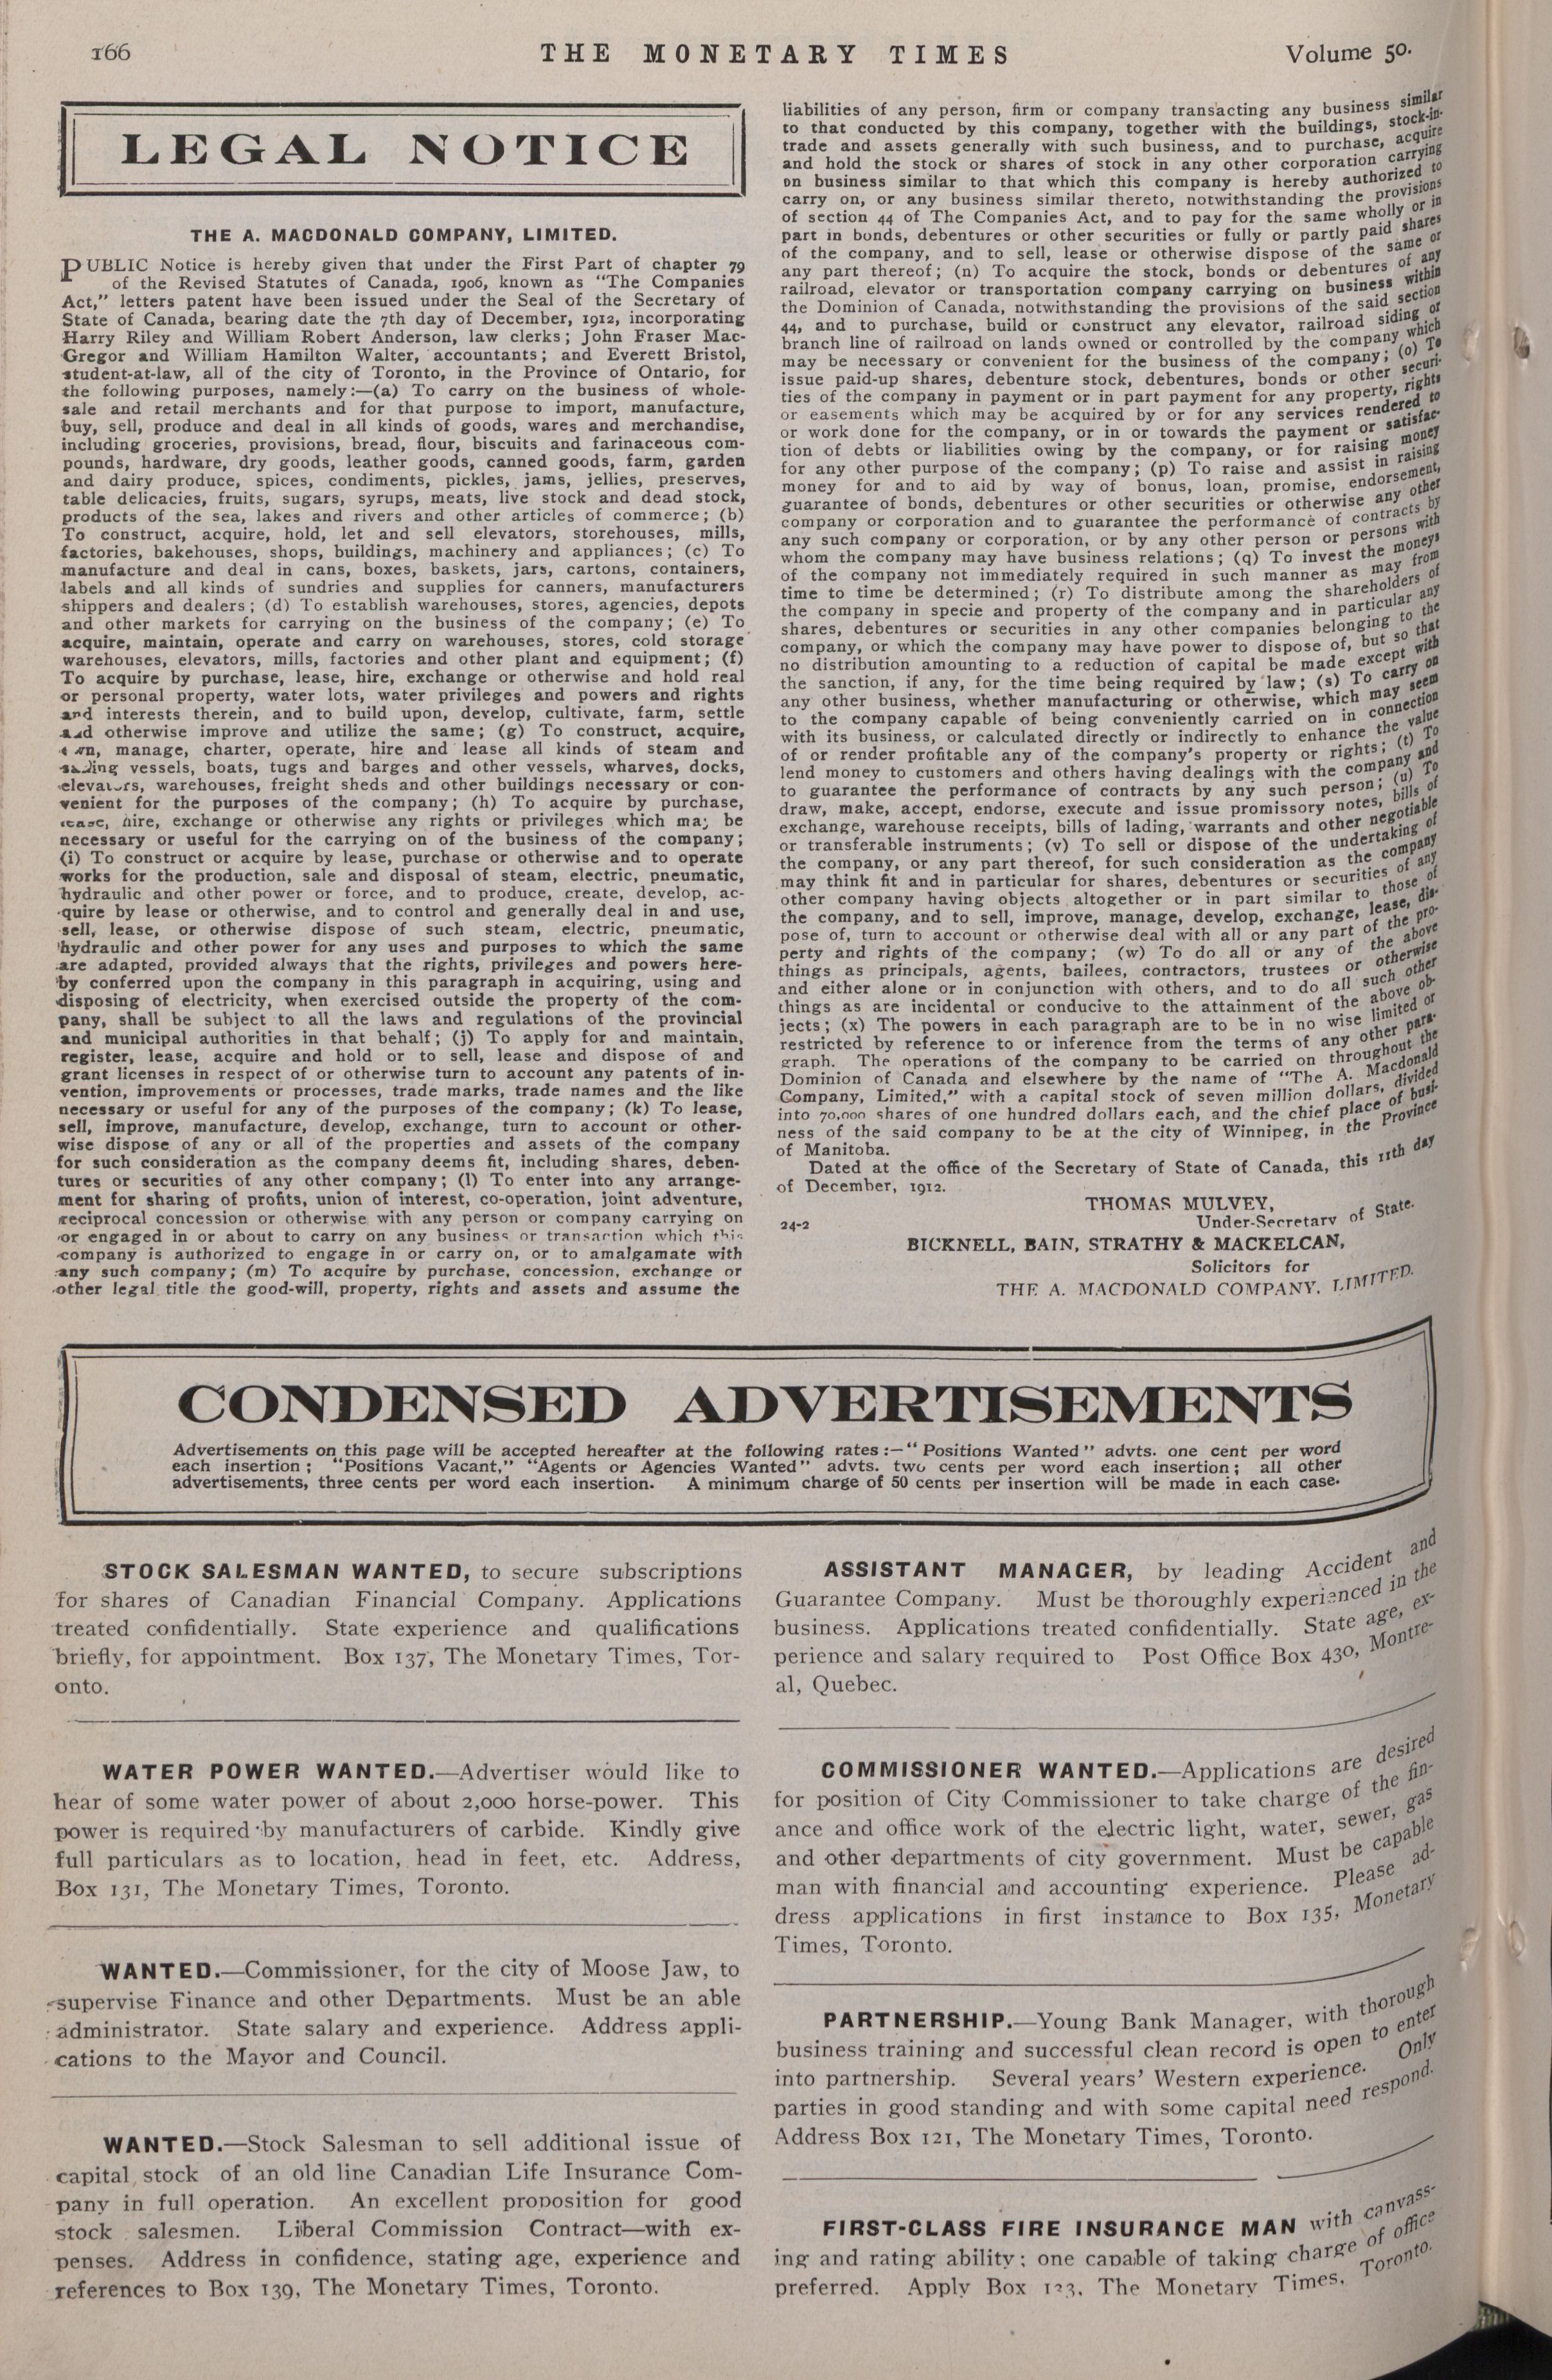 166
THE MONETARY TIMES
Volume 50.
LEGAL NOTICE
THE A. MACDONALD COMPANY, LIMITED.
PUBLIC Notice is hereby given that under the First Part of chapter 79
of the Revised Statutes of Canada, 1906, known as "The Companies
Act," letters patent have been issued under the Seal of the Secretary of
State of Canada, bearing date the 7th day of December, 1912, incorporating
Harry Riley and William Robert Anderson, law clerks; John Fraser Mac-
Gregor and William Hamilton Walter, accountants; and Everett Bristol,
student-at-law, all of the city of Toronto, in the Province of Ontario, for
the following purposes, namely:—(a) To carry on the business of whole-
sale and retail merchants and for that purpose to import, manufacture,
buy, sell, produce and deal in all kinds of goods, wares and merchandise,
including groceries, provisions, bread, flour, biscuits and farinaceous com-
pounds, hardware, dry goods, leather goods, canned goods, farm, garden
and dairy produce, spices, condiments, pickles, jams, jellies, preserves,
table delicacies, fruits, sugars, syrups, meats, live stock and dead stock,
products of the sea, lakes and rivers and other articles of commerce; (b)
To construct, acquire, hold, let and sell elevators, storehouses, mills,
factories, bakehouses, shops, buildings, machinery and appliances; (c) To
manufacture and deal in cans, boxes, baskets, jars, cartons, containers,
labels and all kinds of sundries and supplies for canners, manufacturers
shippers and dealers; (d) To establish warehouses, stores, agencies, depots
and other markets for carrying on the business of the company; (e) To
acquire, maintain, operate and carry on warehouses, stores, cold storage
warehouses, elevators, mills, factories and other plant and equipment; (f)
To acquire by purchase, lease, hire, exchange or otherwise and hold real
or personal property, water lots, water privileges and powers and rights
and interests therein, and to build upon, develop, cultivate, farm, settle
and otherwise improve and utilize the same; (g) To construct, acquire,
own, manage, charter, operate, hire and lease all kinds of steam and
sailing vessels, boats, tugs and barges and other vessels, wharves, docks,
elevators, warehouses, freight sheds and other buildings necessary or con-
venient for the purposes of the company; (h) To acquire by purchase,
lease, hire, exchange or otherwise any rights or privileges which may be
necessary or useful for the carrying on of the business of the company;
(i) To construct or acquire by lease, purchase or otherwise and to operate
works for the production, sale and disposal of steam, electric, pneumatic,
hydraulic and other power or force, and to produce, create, develop, ac-
quire by lease or otherwise, and to control and generally deal in and use,
sell, lease, or otherwise dispose of such steam, electric, pneumatic,
hydraulic and other power for any uses and purposes to which the same
are adapted, provided always that the rights, privileges and powers here-
by conferred upon the company in this paragraph in acquiring, using and
disposing of electricity, when exercised outside the property of the com-
pany, shall be subject to all the laws and regulations of the provincial
and municipal authorities in that behalf; (j) To apply for and maintain,
register, lease, acquire and hold or to sell, lease and dispose of and
grant licenses in respect of or otherwise turn to account any patents of in-
vention, improvements or processes, trade marks, trade names and the like
necessary or useful for any of the purposes of the company; (k) To lease,
sell, improve, manufacture, develop, exchange, turn to account or other-
wise dispose of any or all of the properties and assets of the company
for such consideration as the company deems fit, including shares, deben-
tures or securities of any other company; (l) To enter into any arrange-
ment for sharing of profits, union of interest, co-operation, joint adventure,
reciprocal concession or otherwise with any person or company carrying on
or engaged in or about to carry on any business or transaction which this
company is authorized to engage in or carry on, or to amalgamate with
any such company; (m) To acquire by purchase, concession, exchange or
other legal title the good-will, property, rights and assets and assume the
liabilities of any person, firm or company transacting any business similar
to that conducted by this company, together with the buildings, stock-in-
trade and assets generally with such business, and to purchase, acquire
and hold the stock or shares of stock in any other corporation carrying
on business similar to that which this company is hereby authorized to
carry on, or any business similar thereto, notwithstanding the provisions
of section 44 of The Companies Act, and to pay for the same wholly or in
part in bonds, debentures or other securities or fully or partly paid shares
of the company, and to sell, lease or otherwise dispose of the same or
any part thereof; (n) To acquire the stock, bonds or debentures of any
railroad, elevator or transportation company carrying on business within
the Dominion of Canada, notwithstanding the provisions of the said section
44, and to purchase, build or construct any elevator, railroad siding or
branch line of railroad on lands owned or controlled by the company which
may be necessary or convenient for the business of the company; (o) To
issue paid-up shares, debenture stock, debentures, bonds or other securi-
ties of the company in payment or in part payment for any property, rights
or easements which may be acquired by or for any services rendered to
or work done for the company, or in or towards the payment or satisfac-
tion of debts or liabilities owing by the company, or for raising money
for any other purpose of the company; (p) To raise and assist in raising
money for and to aid by way of bonus, loan, promise, endorsement,
guarantee of bonds, debentures or other securities or otherwise any other
company or corporation and to guarantee the performance of contracts by
any such company or corporation, or by any other person or persons with
whom the company may have business relations; (q) To invest the moneys
of the company not immediately required in such manner as may from
time to time be determined; (r) To distribute among the shareholders of
the company in specie and property of the company and in particular any
shares, debentures or securities in any other companies belonging to the
company, or which the company may have power to dispose of, but so that
no distribution amounting to a reduction of capital be made except with
the sanction, if any, for the time being required by law; (s) To carry on
any other business, whether manufacturing or otherwise, which may seem
to the company capable of being conveniently carried on in connection
with its business, or calculated directly or indirectly to enhance the value
of or render profitable any of the company's property or rights; (t) To
lend money to customers and others having dealings with the company and
to guarantee the performance of contracts by any such person; (u) To
draw, make, accept, endorse, execute and issue promissory notes, bills of
exchange, warehouse receipts, bills of lading, warrants and other negotiable
or transferable instruments; (v) To sell or dispose of the undertaking of
the company, or any part thereof, for such consideration as the company
may think fit and in particular for shares, debentures or securities of any
other company having objects altogether or in part similar to those of
the company, and to sell, improve, manage, develop, exchange, lease, dis-
pose of, turn to account or otherwise deal with all or any part of the pro-
perty and rights of the company; (w) To do all or any of the above
things as principals, agents, bailees, contractors, trustees or otherwise
and either alone or in conjunction with others, and to do all such other
things as are incidental or conducive to the attainment of the above ob-
jects; (x) The powers in each paragraph are to be in no wise limited or
restricted by reference to or inference from the terms of any other para-
graph. The operations of the company to be carried on throughout the
Dominion of Canada and elsewhere by the name of "The A. Macdonald
Company, Limited," with a capital stock of seven million dollars, divided
into 70,000 shares of one hundred dollars each, and the chief place of busi-
ness of the said company to be at the city of Winnipeg, in the Province
of Manitoba.
Dated at the office of the Secretary of State of Canada, this 11th day
of December, 1912.
THOMAS MULVEY,
24-2 Under-Secretary of State.
BICKNELL, BAIN, STRATHY & MACKELCAN,
Solicitors for
THE A. MACDONALD COMPANY, LIMITED.
CONDENSED ADVERTISEMENTS
Advertisements on this page will be accepted hereafter at the following rates:—"Positions Wanted" advts. one cent per word
each insertion; "Positions Vacant," "Agents or Agencies Wanted" advts. two cents per word each insertion; all other
advertisements, three cents per word each insertion. A minimum charge of 50 cents per insertion will be made in each case.
STOCK SALESMAN WANTED, to secure subscriptions
for shares of Canadian Financial Company. Applications
treated confidentially. State experience and qualifications
briefly, for appointment. Box 137, The Monetary Times, Tor-
onto.
WATER POWER WANTED.—Advertiser would like to
hear of some water power of about 2,000 horse-power. This
power is required by manufacturers of carbide. Kindly give
full particulars as to location, head in feet, etc. Address,
Box 131, The Monetary Times, Toronto.
WANTED.—Commissioner, for the city of Moose Jaw, to
supervise Finance and other Departments. Must be an able
administrator. State salary and experience. Address appli-
cations to the Mayor and Council.
WANTED.—Stock Salesman to sell additional issue of
capital stock of an old line Canadian Life Insurance Com-
pany in full operation. An excellent proposition for good
stock salesmen. Liberal Commission Contract—with ex-
penses. Address in confidence, stating age, experience and
references to Box 139, The Monetary Times, Toronto.
ASSISTANT MANAGER, by leading Accident and
Guarantee Company. Must be thoroughly experienced in the
business. Applications treated confidentially. State age, ex-
perience and salary required to Post Office Box 430, Montre-
al, Quebec.
COMMISSIONER WANTED.—Applications are desired
for position of City Commissioner to take charge of the fin-
ance and office work of the electric light, water, sewer, gas
and other departments of city government. Must be capable
man with financial and accounting experience. Please ad-
dress applications in first instance to Box 135, Monetary
Times, Toronto.
PARTNERSHIP.—Young Bank Manager, with thorough
business training and successful clean record is open to enter
into partnership. Several years' Western experience. Only
parties in good standing and with some capital need respond.
Address Box 121, The Monetary Times, Toronto.
FIRST-CLASS FIRE INSURANCE MAN with canvass-
ing and rating ability; one capable of taking charge of office
preferred. Apply Box 123, The Monetary Times, Toronto.